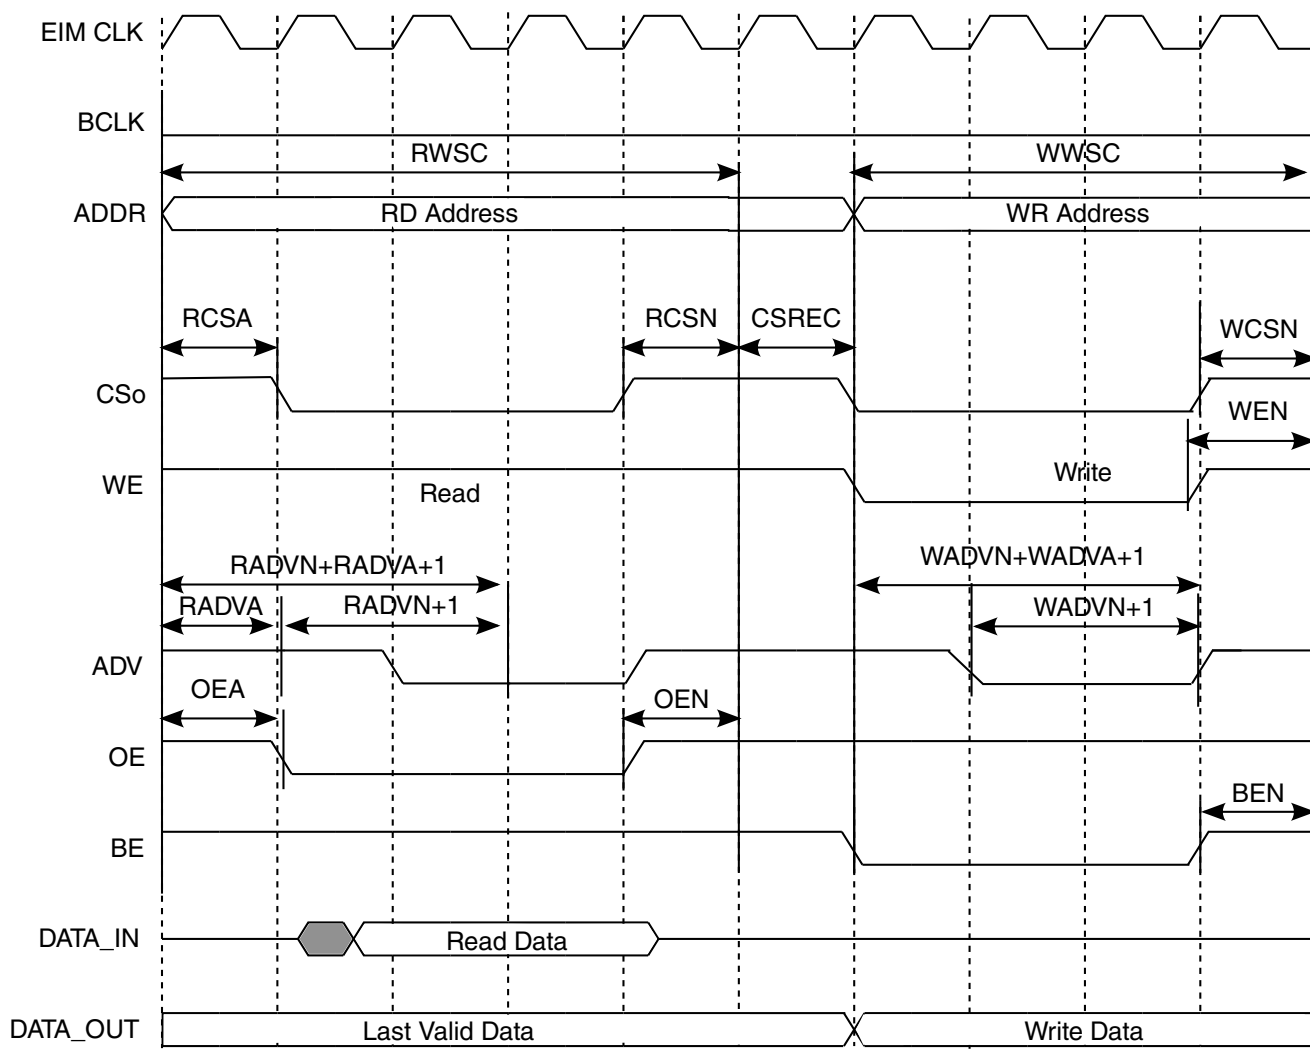 EIM CLK
BCLK
RWSC
WWSC
ADDR
RD Address
WR Address
RCSA
RCSN
CSREC
WCSN
CSo
WEN
WE
Read
Write
RADVN+RADVA+1
WADVN+WADVA+1
RADVA
RADVN+1
WADVN+1
ADV
OEA
OEN
OE
BEN
BE
DATA_IN
Read Data
DATA_OUT
Last Valid Data
Write Data